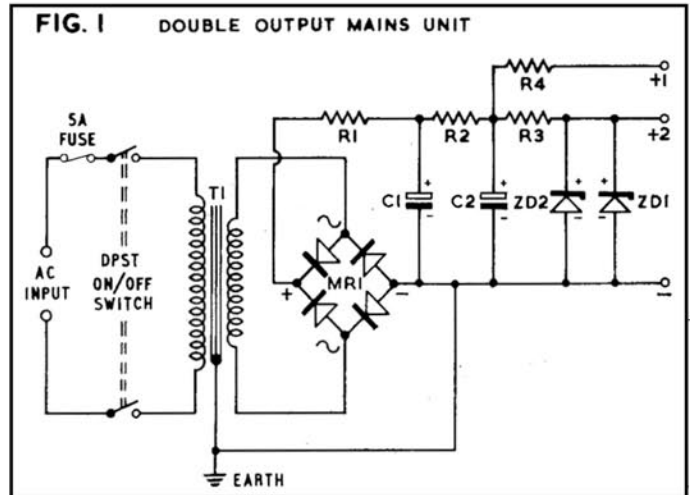 FIG. 1 DOUBLE OUTPUT MAINS UNIT
R4
+1
5A
FUSE
R1
R2
R3
+2
T1
C1
+
-
C2
+
-
ZD2
+
-
ZD1
+
-
AC
INPUT
DPST
ON/OFF
SWITCH
~
+
MR1
-
~
-
EARTH